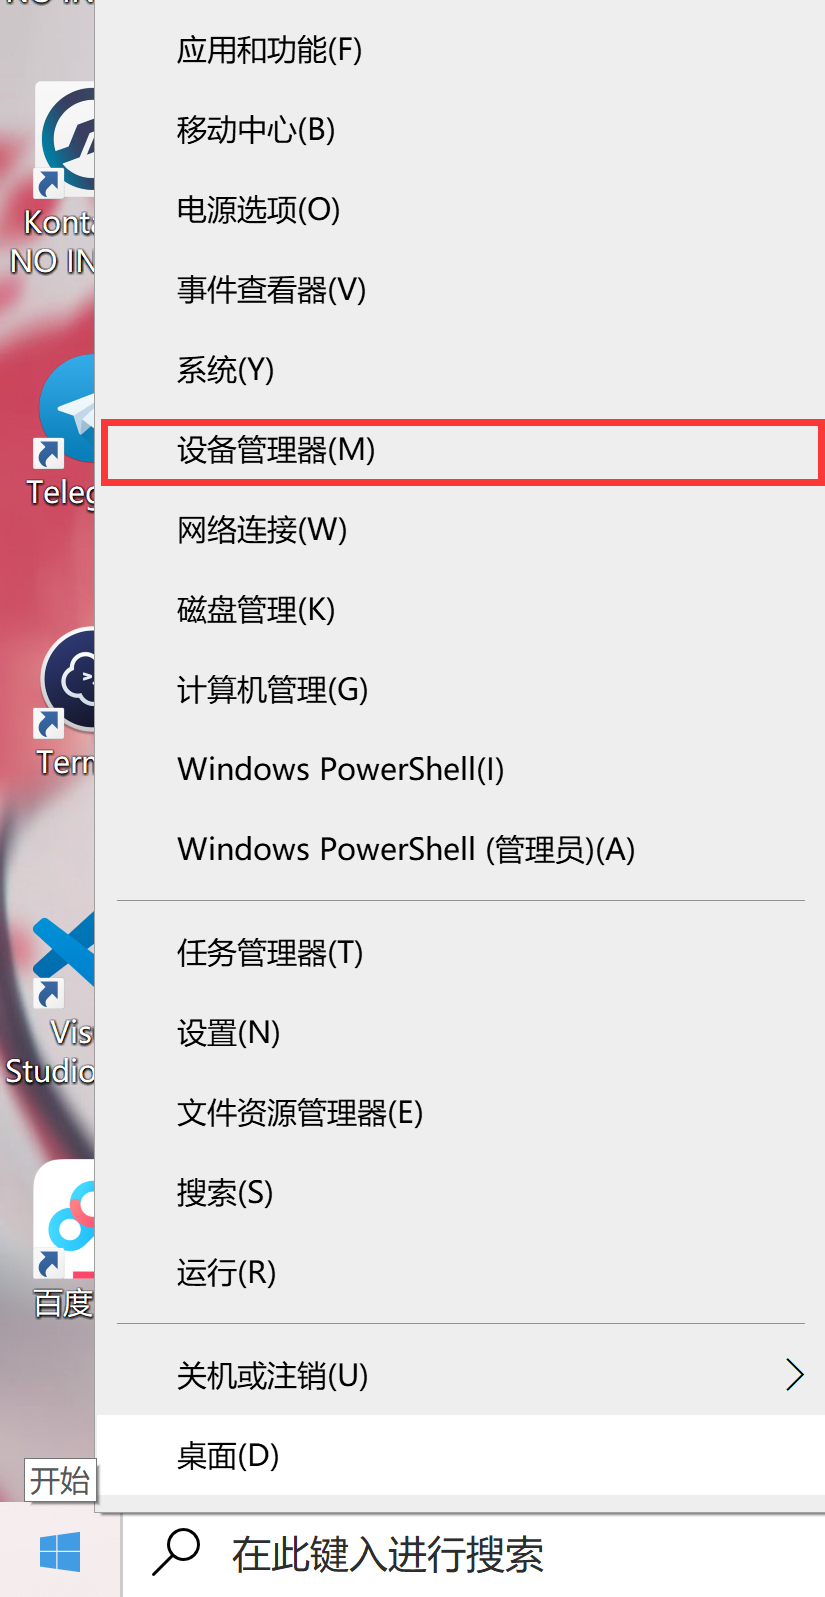 应用和功能(F)
移动中心(B)
电源选项(O)
事件查看器(V)
系统(Y)
设备管理器(M)
网络连接(W)
磁盘管理(K)
计算机管理(G)
Windows PowerShell(I)
Windows PowerShell (管理员)(A)
任务管理器(T)
设置(N)
文件资源管理器(E)
搜索(S)
运行(R)
关机或注销(U)
桌面(D)
NO IN
Konta
NO IN
Teleg
Term
Vis
Studio
百度
开始
在此键入进行搜索